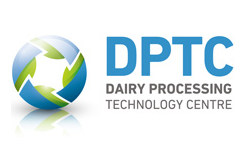 DPTC
DAIRY PROCESSING
TECHNOLOGY CENTRE